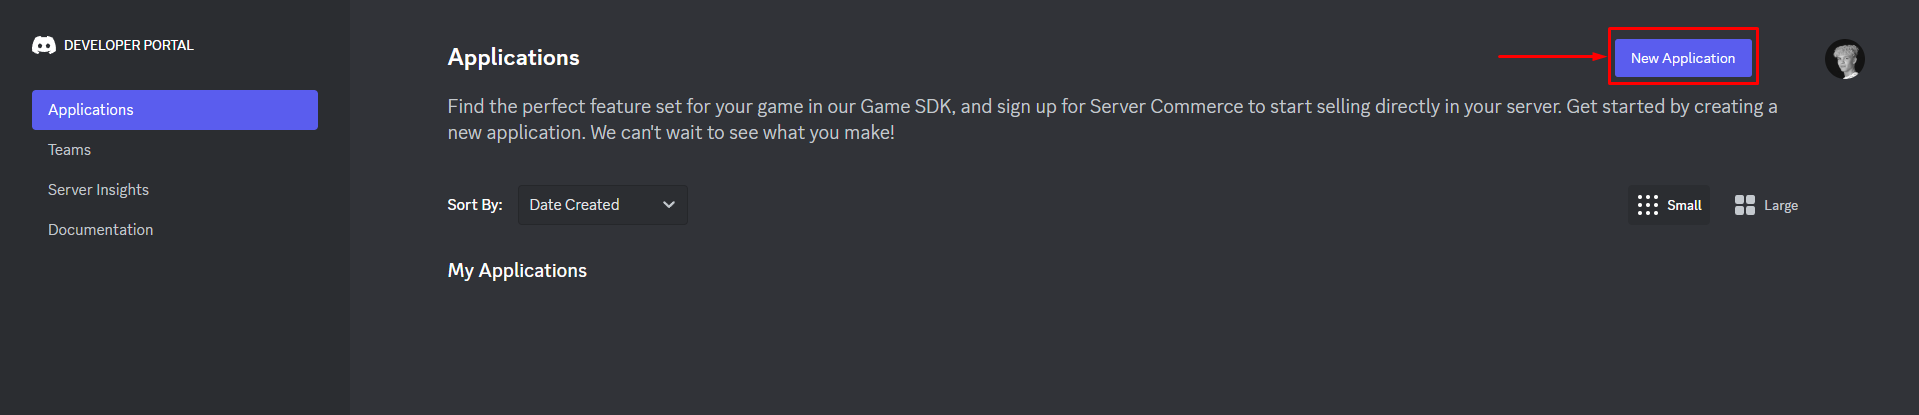 DEVELOPER PORTAL
Applications
Teams
Server Insights
Documentation
Applications
New Application
Find the perfect feature set for your game in our Game SDK, and sign up for Server Commerce to start selling directly in your server. Get started by creating a
new application. We can't wait to see what you make!
Sort By: Date Created
Small Large
My Applications